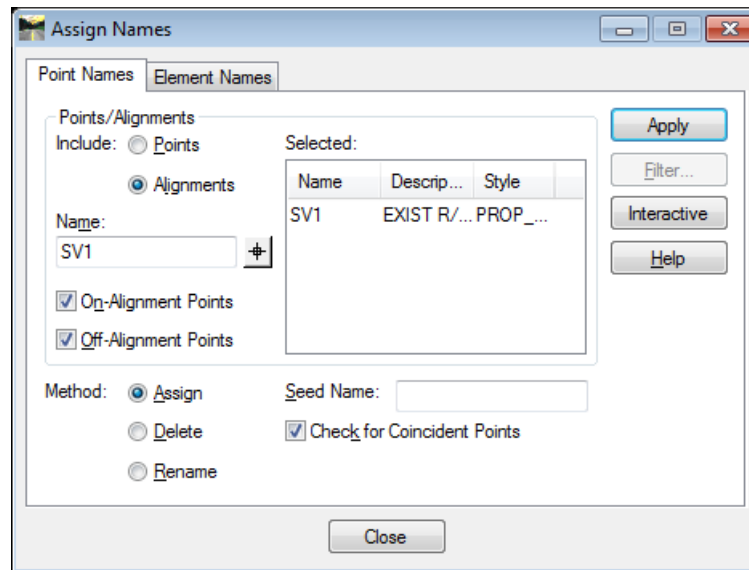 Assign Names
Point Names Element Names
Points/Alignments
Include: Points
Alignments
Name:
SV1
On-Alignment Points
Off-Alignment Points
Selected:
Name Descrip... Style
SV1 EXIST R/... PROP_...
Apply
Filter...
Interactive
Help
Method: Assign
Delete
Rename
Seed Name:
Check for Coincident Points
Close